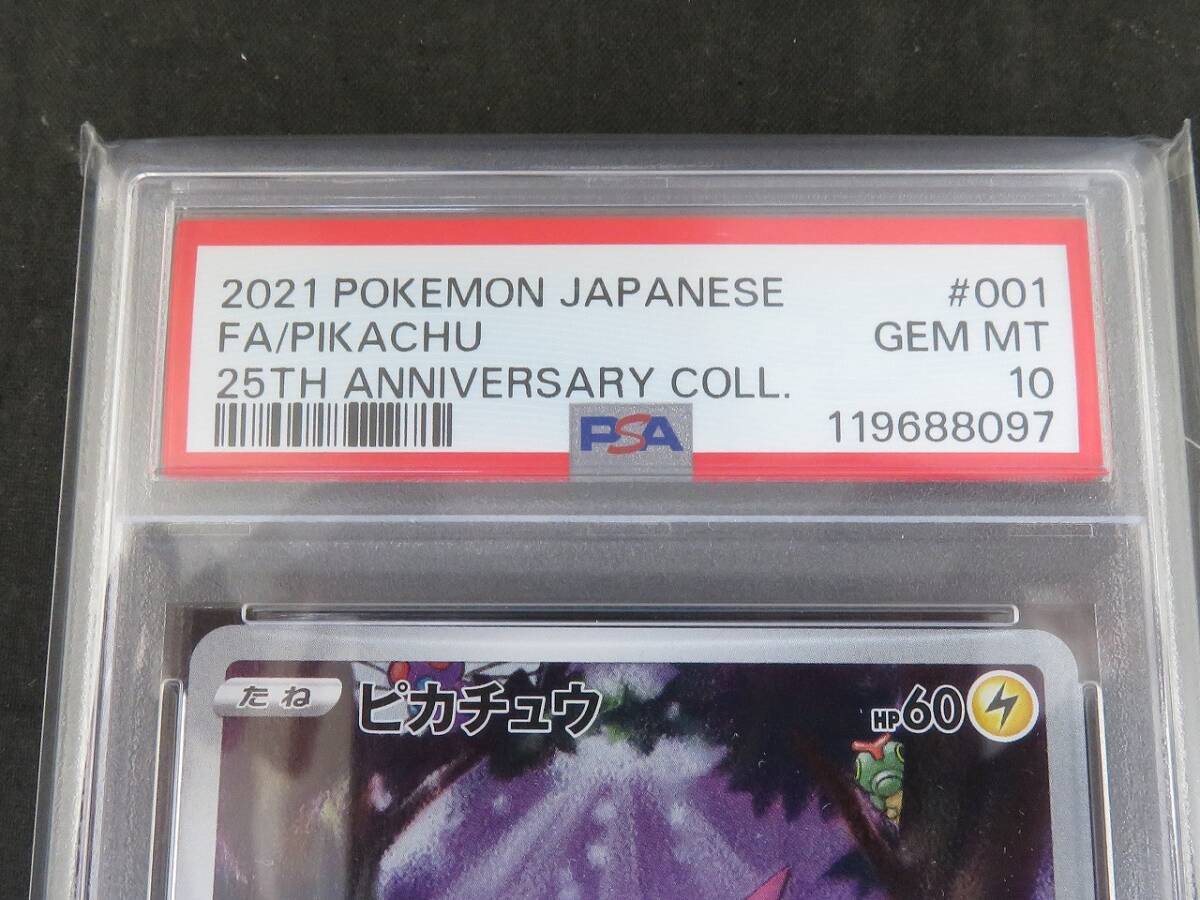 2021 POKEMON JAPANESE #001
FA/PIKACHU GEM MT
25TH ANNIVERSARY COLL. 10
PSA 119688097
たね ピカチュウ HP60